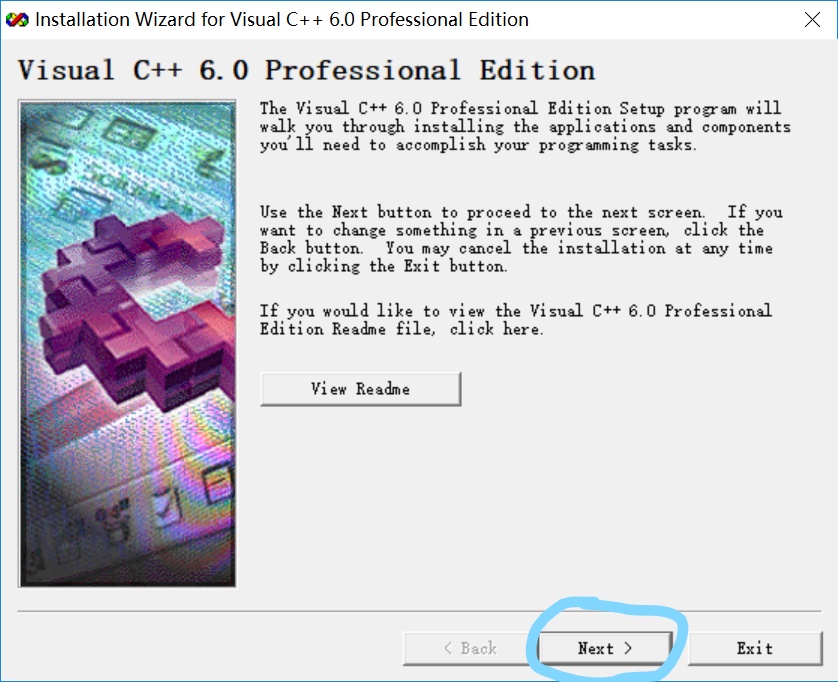 Installation Wizard for Visual C++ 6.0 Professional Edition
Visual C++ 6.0 Professional Edition
The Visual C++ 6.0 Professional Edition Setup program will
walk you through installing the applications and components
you'll need to accomplish your programming tasks.
Use the Next button to proceed to the next screen.  If you
want to change something in a previous screen, click the
Back button.  You may cancel the installation at any time
by clicking the Exit button.
If you would like to view the Visual C++ 6.0 Professional
Edition Readme file, click here.
View Readme
< Back
Next >
Exit